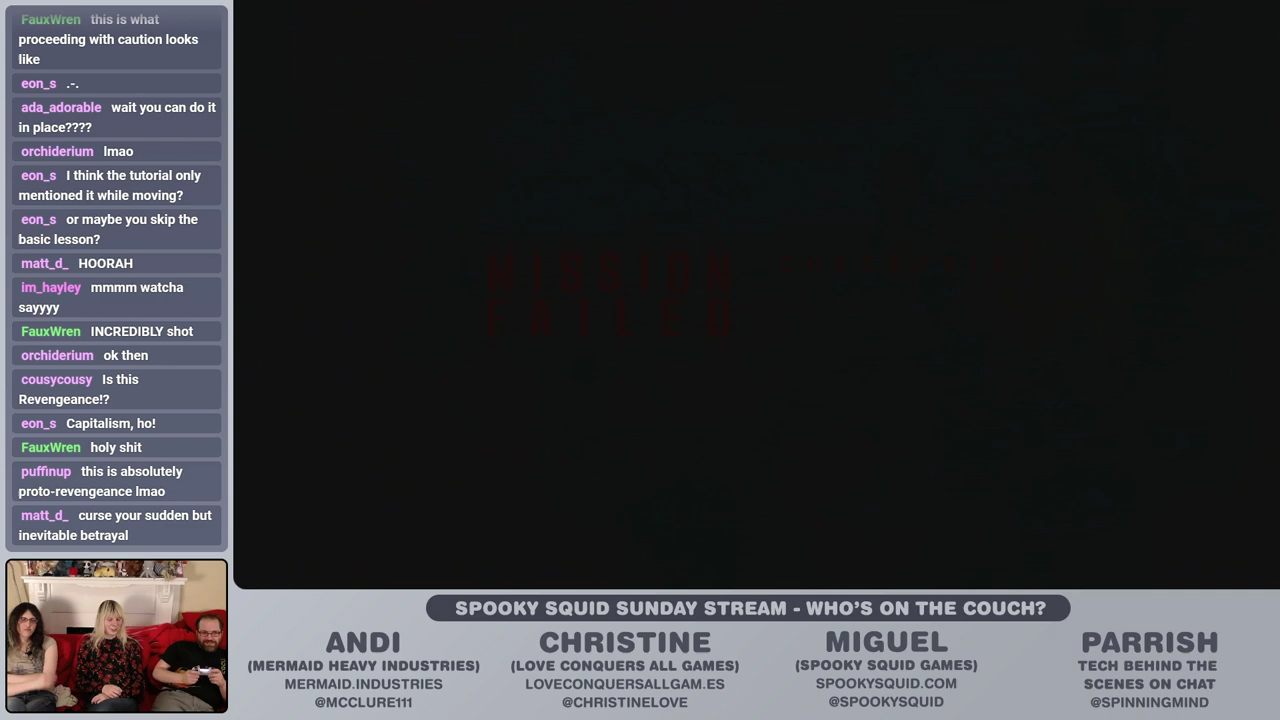 FauxWren this is what
proceeding with caution looks
like
eon_s .-.
ada_adorable wait you can do it
in place????
orchiderium lmao
eon_s I think the tutorial only
mentioned it while moving?
eon_s or maybe you skip the
basic lesson?
matt_d_ HOORAH
im_hayley mmmm watcha
sayyyy
FauxWren INCREDIBLY shot
orchiderium ok then
cousycousy Is this
Revengeance!?
eon_s Capitalism, ho!
FauxWren holy shit
puffinup this is absolutely
proto-revengeance lmao
matt_d_ curse your sudden but
inevitable betrayal
MISSION
FAILED
SPOOKY SQUID SUNDAY STREAM - WHO'S ON THE COUCH?
ANDI
(MERMAID HEAVY INDUSTRIES)
MERMAID.INDUSTRIES
@MCCLURE111
CHRISTINE
(LOVE CONQUERS ALL GAMES)
LOVECONQUERSALLGAM.ES
@CHRISTINELOVE
MIGUEL
(SPOOKY SQUID GAMES)
SPOOKYSQUID.COM
@SPOOKYSQUID
PARRISH
TECH BEHIND THE
SCENES ON CHAT
@SPINNINGMIND